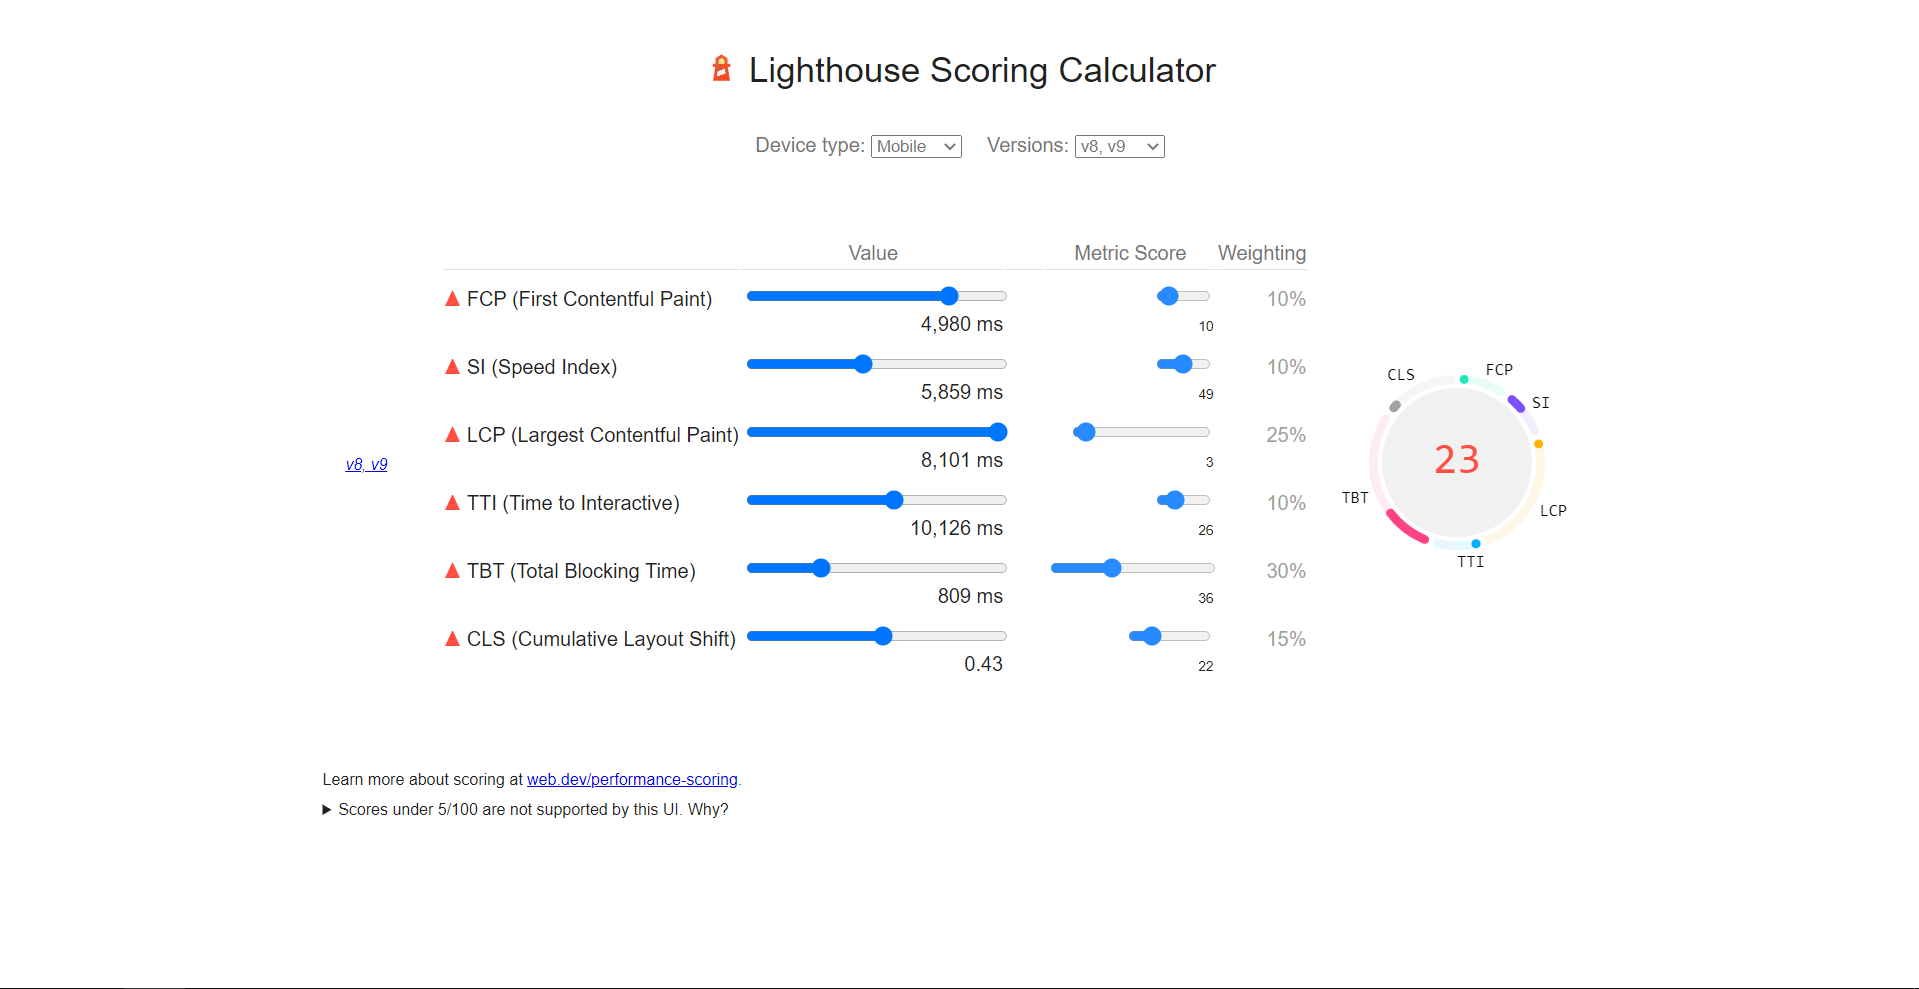 Lighthouse Scoring Calculator
Device type: Mobile Versions: v8, v9
Value Metric Score Weighting
FCP (First Contentful Paint) 10%
4,980 ms 10
SI (Speed Index) 10%
5,859 ms 49
LCP (Largest Contentful Paint) 25%
8,101 ms 3
v8, v9
TTI (Time to Interactive) 10%
10,126 ms 26
TBT (Total Blocking Time) 30%
809 ms 36
CLS (Cumulative Layout Shift) 15%
0.43 22
CLS FCP
SI
23
TBT
LCP
TTI
Learn more about scoring at web.dev/performance-scoring.
Scores under 5/100 are not supported by this UI. Why?